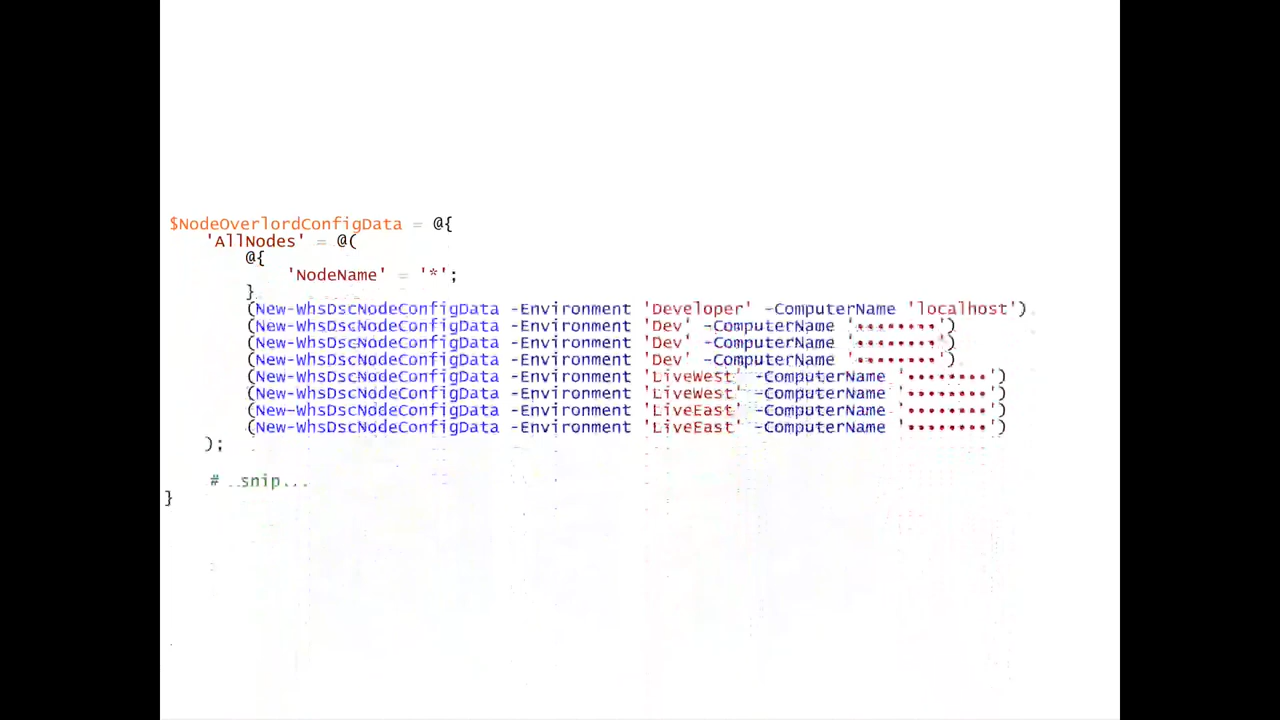 $NodeOverlordConfigData = @{
'AllNodes' = @(
@{
'NodeName' = '*';
}
(New-WhsDscNodeConfigData -Environment 'Developer' -ComputerName 'localhost')
(New-WhsDscNodeConfigData -Environment 'Dev' -ComputerName '••••••••')
(New-WhsDscNodeConfigData -Environment 'Dev' -ComputerName '••••••••')
(New-WhsDscNodeConfigData -Environment 'Dev' -ComputerName '••••••••')
(New-WhsDscNodeConfigData -Environment 'LiveWest' -ComputerName '••••••••')
(New-WhsDscNodeConfigData -Environment 'LiveWest' -ComputerName '••••••••')
(New-WhsDscNodeConfigData -Environment 'LiveEast' -ComputerName '••••••••')
(New-WhsDscNodeConfigData -Environment 'LiveEast' -ComputerName '••••••••')
);
# ..snip...
}